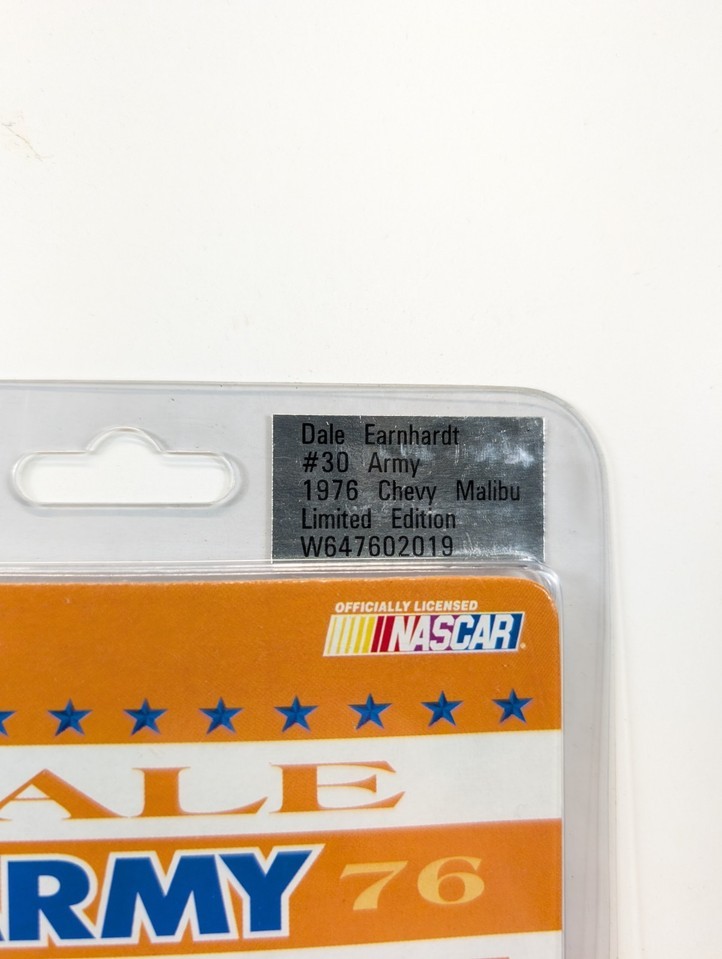 Dale Earnhardt
#30 Army
1976 Chevy Malibu
Limited Edition
W647602019
OFFICIALLY LICENSED
NASCAR
ALE
ARMY 76